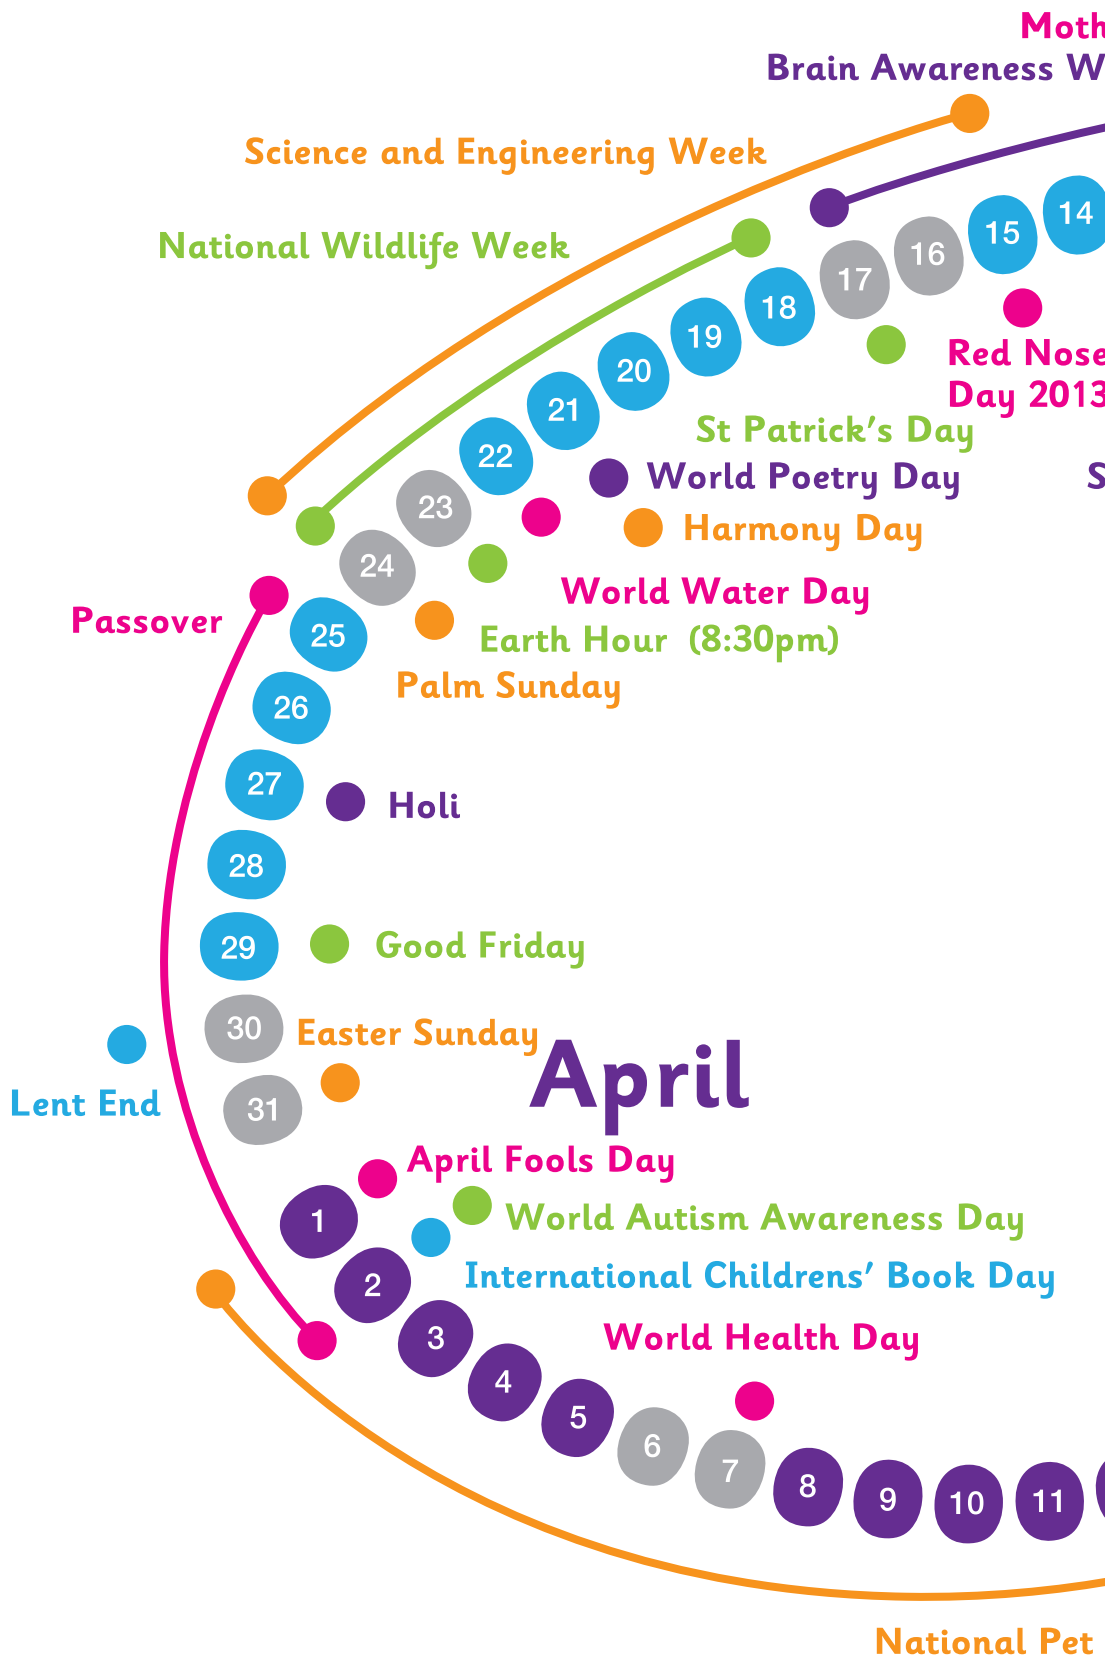 Brain Awareness
Science and Engineering Week
National Wildlife Week
14
15
16
17
18
19
20
21
22
23
24
25
26
27
28
29
30
31
Red Nose
Day 2013
St Patrick's Day
World Poetry Day
Harmony Day
World Water Day
Earth Hour (8:30pm)
Palm Sunday
Passover
Holi
Good Friday
Easter Sunday
Lent End
April
April Fools Day
World Autism Awareness Day
International Childrens' Book Day
World Health Day
1
2
3
4
5
6
7
8
9
10
11
National Pet